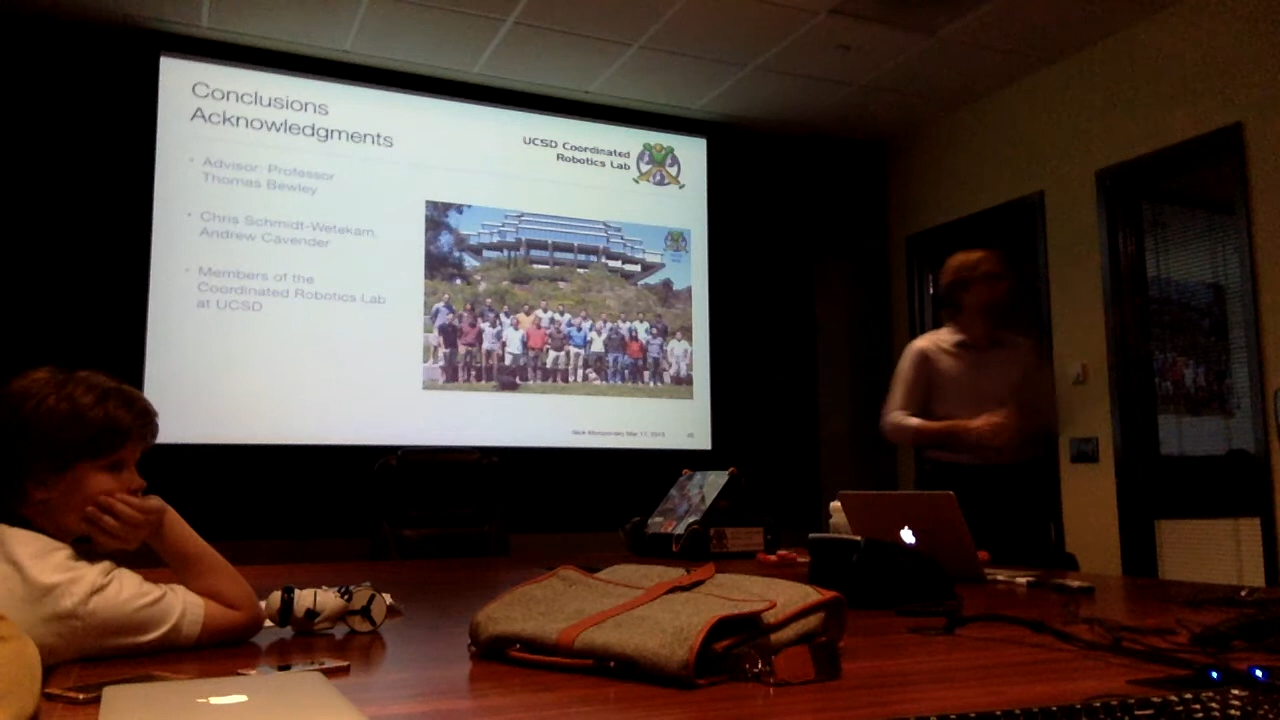 Conclusions
Acknowledgments
UCSD Coordinated
Robotics Lab
• Advisor: Professor
Thomas Bewley
• Chris Schmidt-Wetekam,
Andrew Cavender
• Members of the
Coordinated Robotics Lab
at UCSD